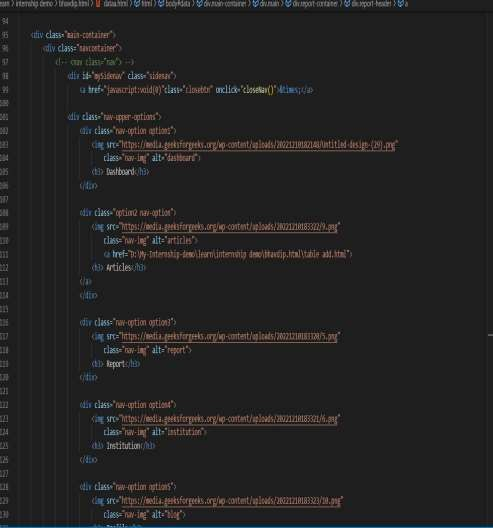 earn > internship demo > bhavdip.html > dataa.html > html > body#data > div.main-container > div.main > div.report-container > div.report-header > a
94
95 <div class="main-container">
96 <div class="navcontainer">
97 <!-- <nav class="nav"> -->
98 <div id="mySidenav" class="sidenav">
99 <a href="javascript:void(0)"class="closebtn" onclick="closeNav()">&times;</a>
100
101 <div class="nav-upper-options">
102 <div class="nav-option option1">
103 <img src="https://media.geeksforgeeks.org/wp-content/uploads/20221210182148/Untitled-design-(29).png"
104 class="nav-img" alt="dashboard">
105 <h3> Dashboard</h3>
106 </div>
107
108 <div class="option2 nav-option">
109 <img src="https://media.geeksforgeeks.org/wp-content/uploads/20221210183322/9.png"
110 class="nav-img" alt="articles">
111 <a href="D:\My-Internship-demo\learn\internship demo\bhavdip.html\table add.html">
112 <h3> Articles</h3>
113 </a>
114 </div>
115
116 <div class="nav-option option3">
117 <img src="https://media.geeksforgeeks.org/wp-content/uploads/20221210183320/5.png"
118 class="nav-img" alt="report">
119 <h3> Report</h3>
120 </div>
121
122 <div class="nav-option option4">
123 <img src="https://media.geeksforgeeks.org/wp-content/uploads/20221210183321/6.png"
124 class="nav-img" alt="institution">
125 <h3> Institution</h3>
126 </div>
127
128 <div class="nav-option option5">
129 <img src="https://media.geeksforgeeks.org/wp-content/uploads/20221210183323/10.png"
130 class="nav-img" alt="blog">